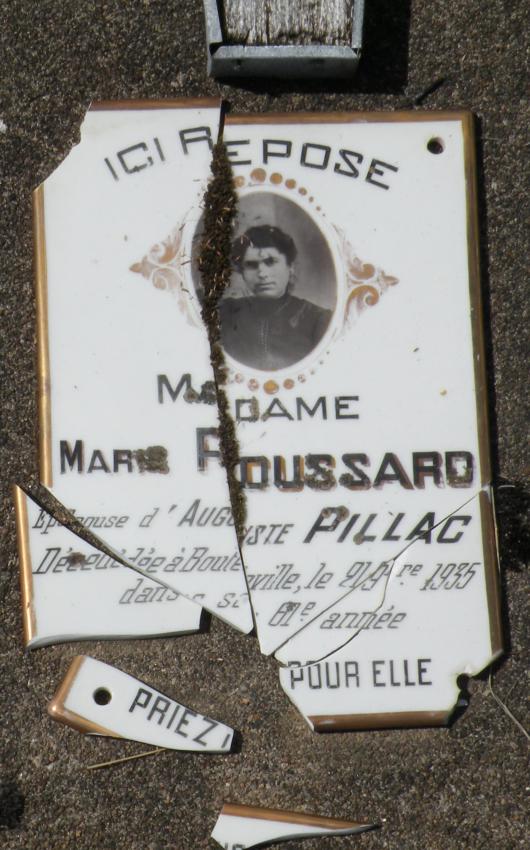 ICI REPOSE
MADAME
MARIE ROUSSARD
Epouse d'AUGUSTE PILLAC
Décédée à Bouteville, le 21 9bre 1935
dans sa 61e année
PRIEZ POUR ELLE